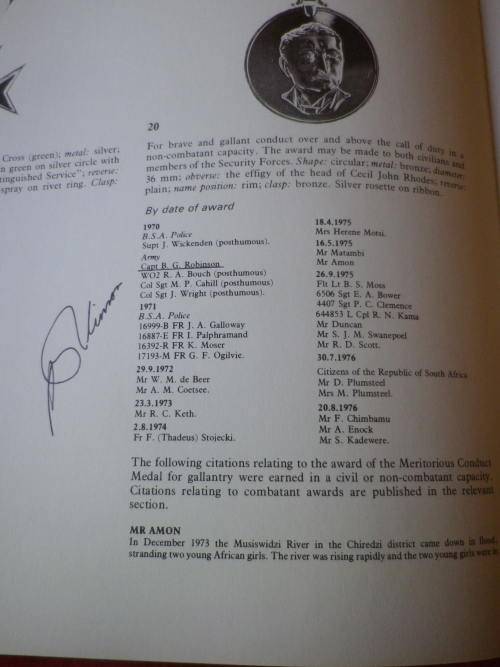 Cross (green); metal: silver;
n green on silver circle with
tinguished Service"; reverse:
spray on rivet ring. Clasp:
20
For brave and gallant conduct over and above the call of duty in a
non-combatant capacity. The award may be made to both civilians and
members of the Security Forces. Shape: circular; metal: bronze; diameter:
36 mm; obverse: the effigy of the head of Cecil John Rhodes; reverse:
plain; name position: rim; clasp: bronze. Silver rosette on ribbon.
By date of award
1970
B.S.A. Police
Supt J. Wickenden (posthumous).
Army
Capt B. G. Robinson
WO2 R. A. Bouch (posthumous)
Col Sgt M. P. Cahill (posthumous)
Col Sgt J. Wright (posthumous).
1971
B.S.A. Police
16999-B FR J. A. Galloway
16887-E FR I. Palphramand
16392-R FR K. Moser
17193-M FR G. F. Ogilvie.
29.9.1972
Mr W. M. de Beer
Mr A. M. Coetsee.
23.3.1973
Mr R. C. Keth.
2.8.1974
Fr F. (Thadeus) Stojecki.
18.4.1975
Mrs Herene Motsi.
16.5.1975
Mr Matambi
Mr Amon
26.9.1975
Flt Lt B. S. Moss
6506 Sgt E. A. Bower
4407 Sgt P. C. Clemence
644853 L Cpl R. N. Kama
Mr Duncan
Mr S. J. M. Swanepoel
Mr R. D. Scott.
30.7.1976
Citizens of the Republic of South Africa
Mr D. Plumsteel
Mrs M. Plumsteel.
20.8.1976
Mr F. Chimbamu
Mr A. Enock
Mr S. Kadewere.
The following citations relating to the award of the Meritorious Conduct
Medal for gallantry were earned in a civil or non-combatant capacity.
Citations relating to combatant awards are published in the relevant
section.
MR AMON
In December 1973 the Musiswidzi River in the Chiredzi district came down in flood,
stranding two young African girls. The river was rising rapidly and the two young girls were in